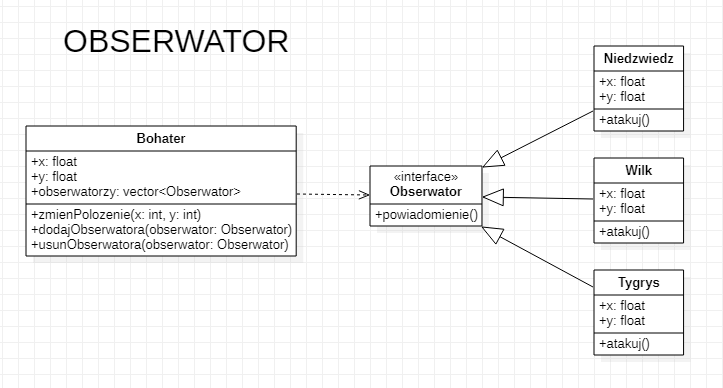 OBSERWATOR
Bohater
+x: float
+y: float
+obserwatorzy: vector<Obserwator>
+zmienPolozenie(x: int, y: int)
+dodajObserwatora(obserwator: Obserwator)
+usunObserwatora(obserwator: Obserwator)
«interface»
Obserwator
+powiadomienie()
Niedzwiedz
+x: float
+y: float
+atakuj()
Wilk
+x: float
+y: float
+atakuj()
Tygrys
+x: float
+y: float
+atakuj()